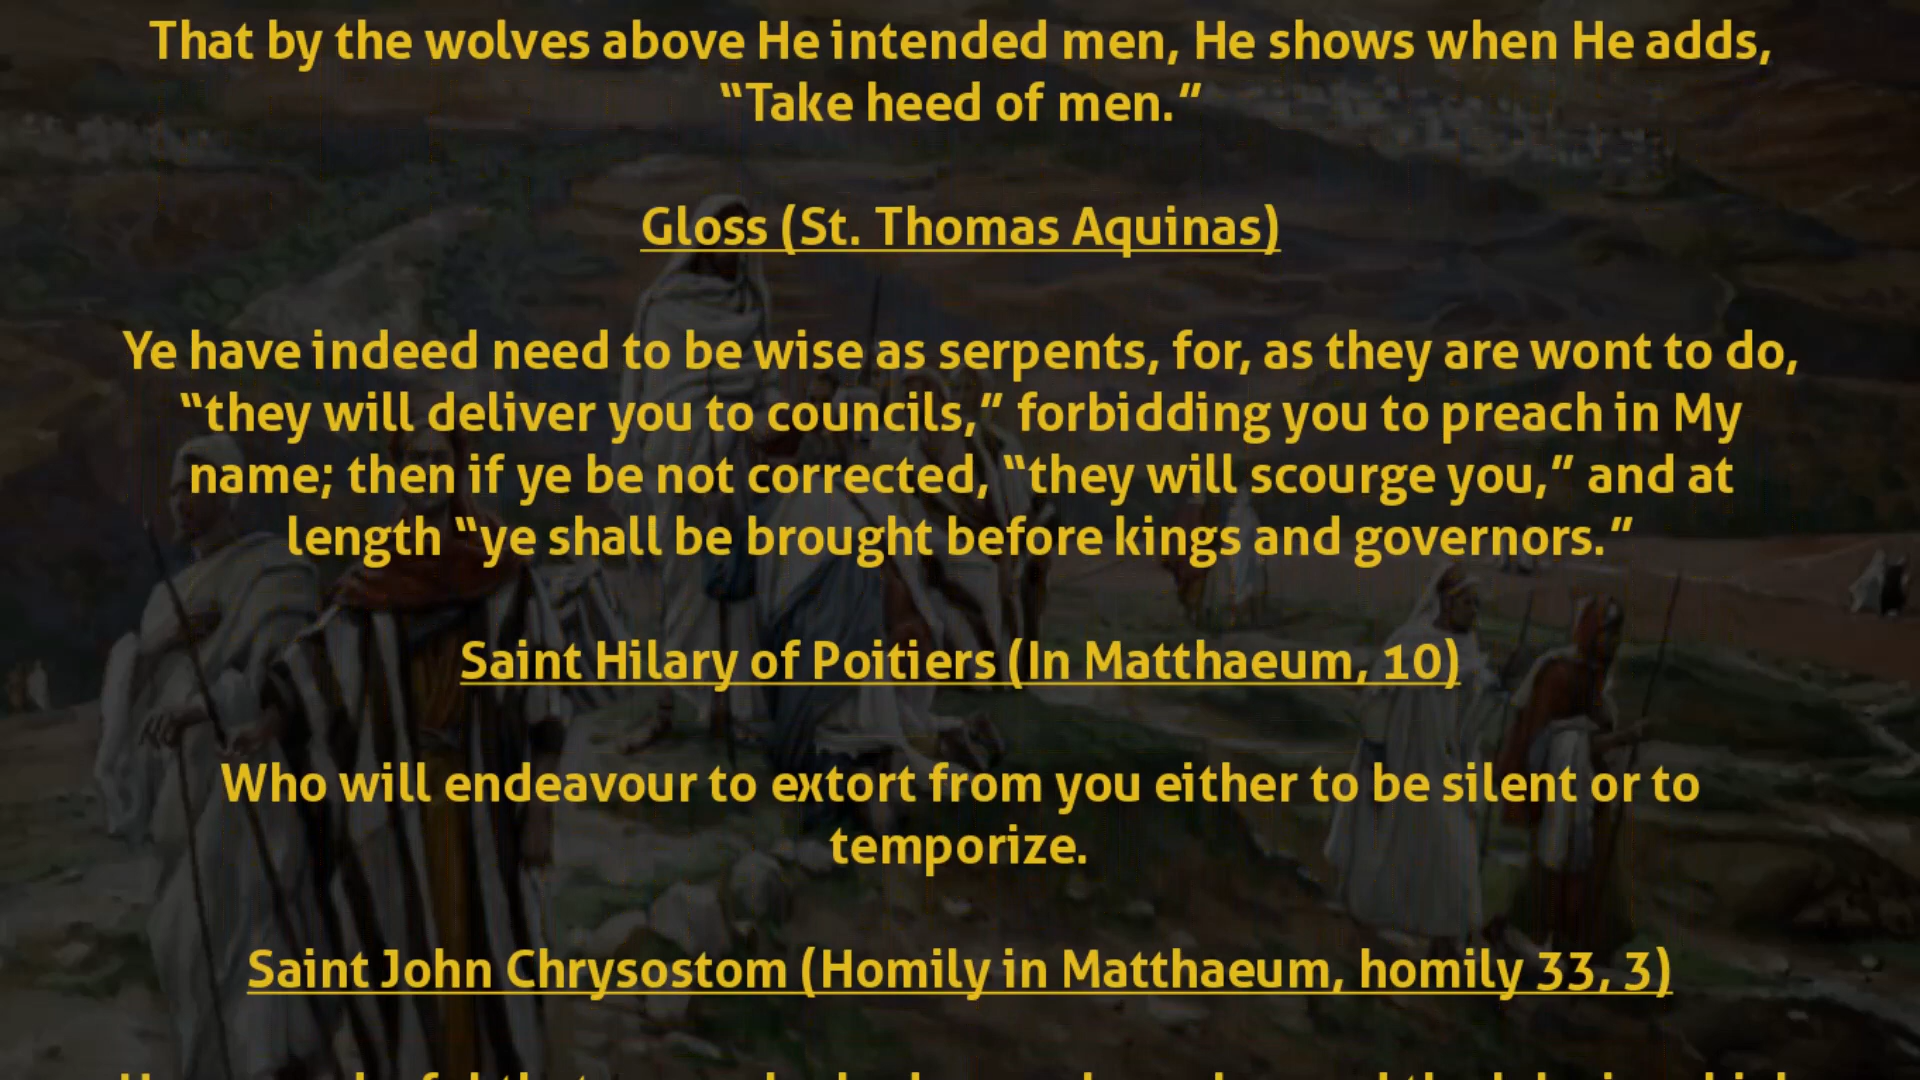 That by the wolves above He intended men, He shows when He adds,
“Take heed of men.”
Gloss (St. Thomas Aquinas)
Ye have indeed need to be wise as serpents, for, as they are wont to do,
“they will deliver you to councils,” forbidding you to preach in My
name; then if ye be not corrected, “they will scourge you,” and at
length “ye shall be brought before kings and governors.”
Saint Hilary of Poitiers (In Matthaeum, 10)
Who will endeavour to extort from you either to be silent or to
temporize.
Saint John Chrysostom (Homily in Matthaeum, homily 33, 3)